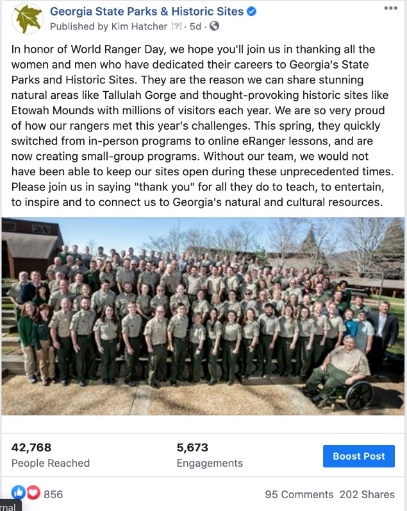 Georgia State Parks & Historic Sites
Published by Kim Hatcher [?] · 5d ·
In honor of World Ranger Day, we hope you'll join us in thanking all the
women and men who have dedicated their careers to Georgia's State
Parks and Historic Sites. They are the reason we can share stunning
natural areas like Tallulah Gorge and thought-provoking historic sites like
Etowah Mounds with millions of visitors each year. We are so very proud
of how our rangers met this year's challenges. This spring, they quickly
switched from in-person programs to online eRanger lessons, and are
now creating small-group programs. Without our team, we would not
have been able to keep our sites open during these unprecedented times.
Please join us in saying "thank you" for all they do to teach, to entertain,
to inspire and to connect us to Georgia's natural and cultural resources.
42,768
People Reached
5,673
Engagements
Boost Post
856
95 Comments 202 Shares
rnal